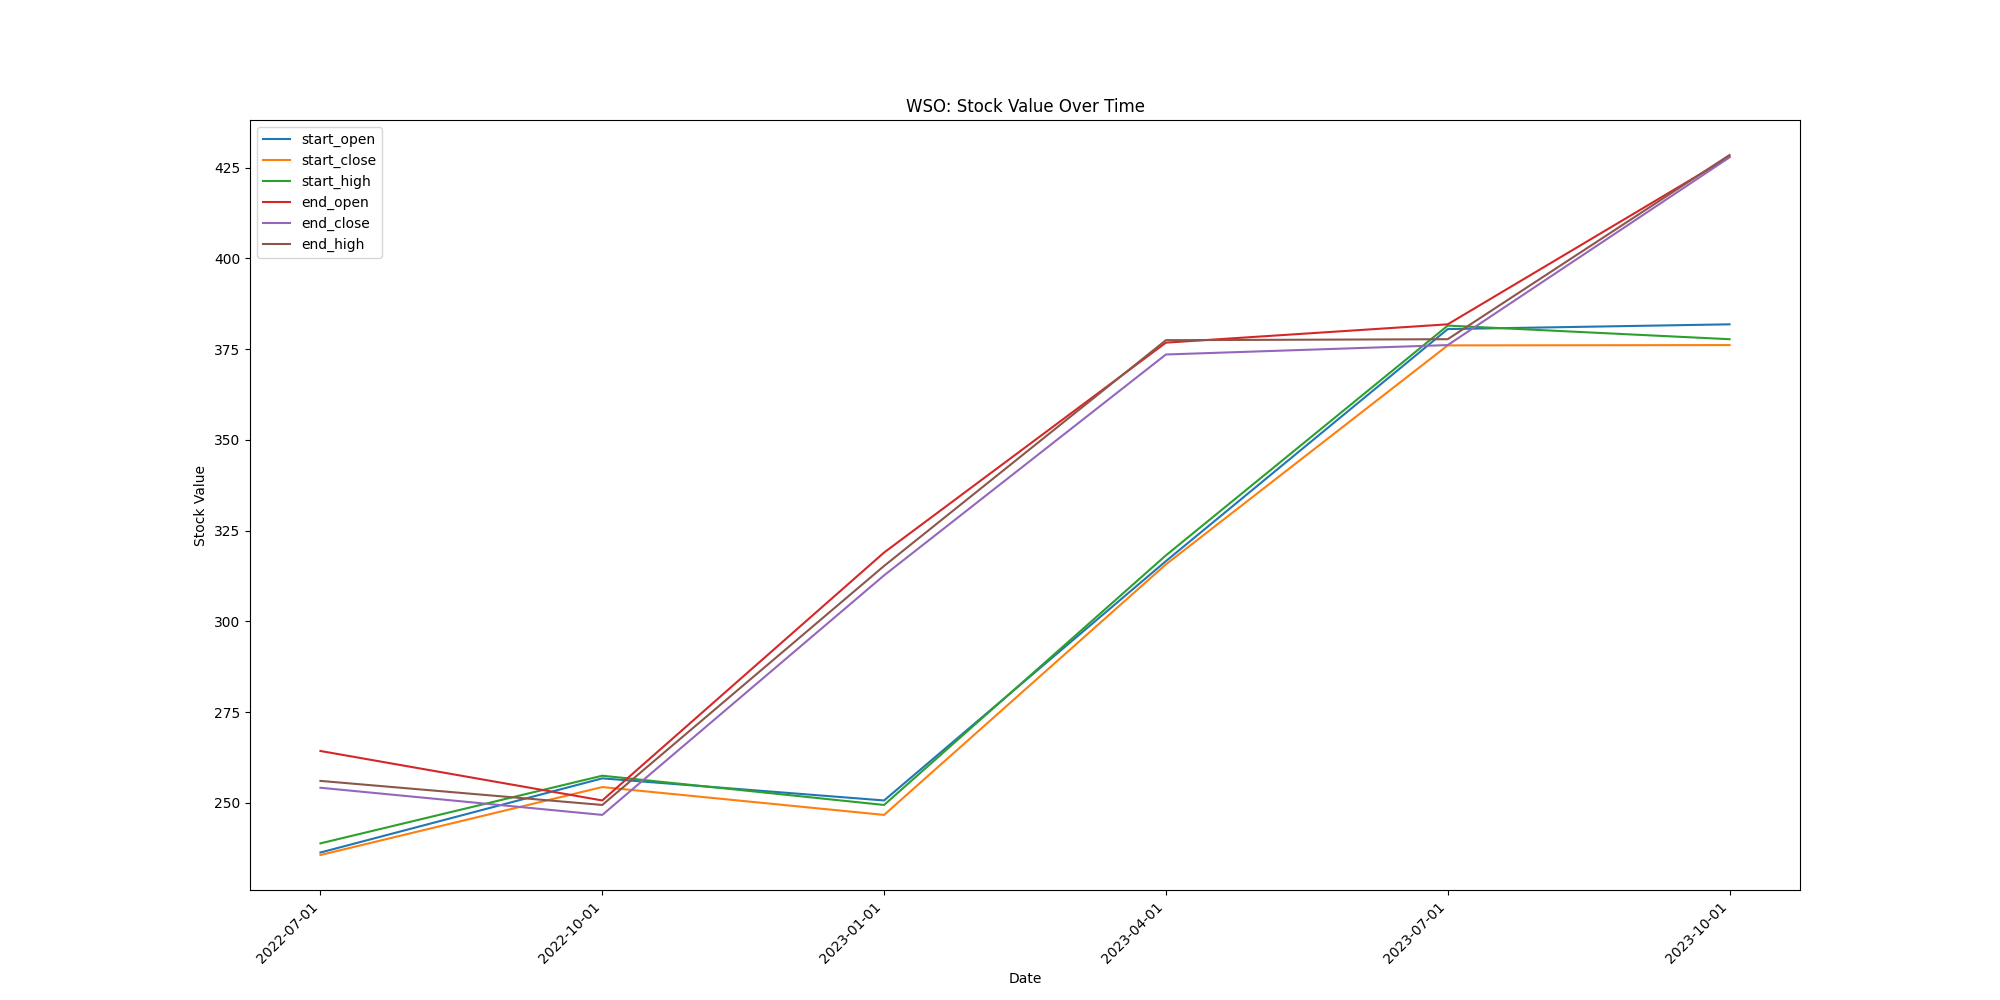 WSO: Stock Value Over Time
start_open
start_close
start_high
end_open
end_close
end_high
425
400
375
350
325
300
275
250
Stock Value
2022-07-01
2022-10-01
2023-01-01
2023-04-01
2023-07-01
2023-10-01
Date